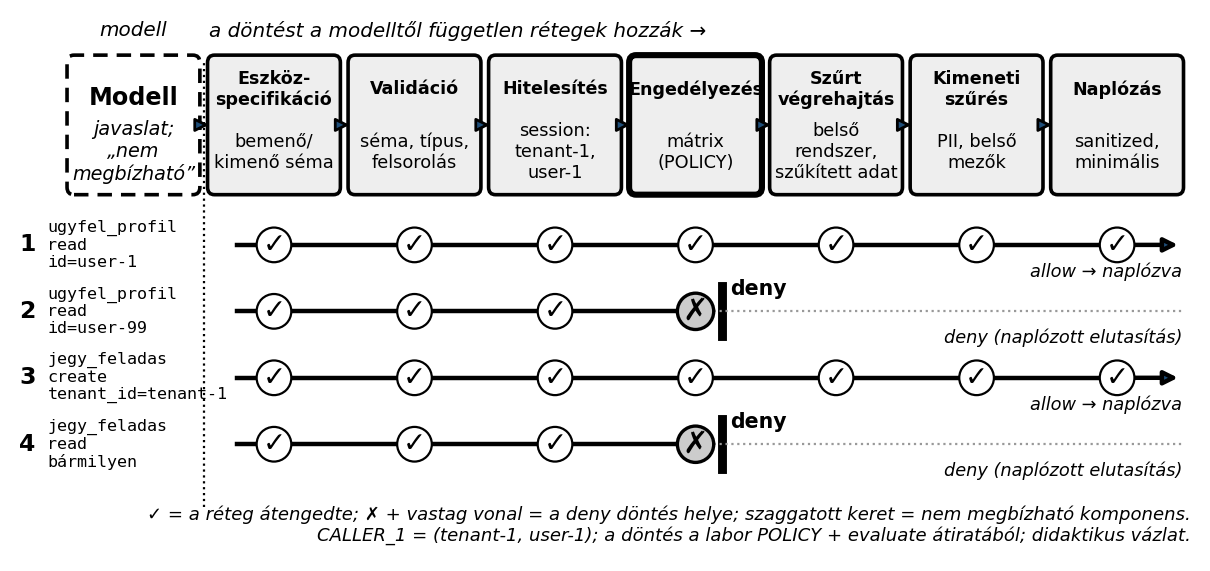 modell
a döntést a modelltől független rétegek hozzák →
Modell
javaslat;
„nem
megbízható”
Eszköz-
specifikáció
bemenő/
kimenő séma
Validáció
séma, típus,
felsorolás
Hitelesítés
session:
tenant-1,
user-1
Engedélyezés
mátrix
(POLICY)
Szűrt
végrehajtás
belső
rendszer,
szűkített adat
Kimeneti
szűrés
PII, belső
mezők
Naplózás
sanitized,
minimális
1
ugyfel_profil
read
id=user-1
✓ ✓ ✓ ✓ ✓ ✓ ✓
allow → naplózva
2
ugyfel_profil
read
id=user-99
✓ ✓ ✓ ✗
deny
deny (naplózott elutasítás)
3
jegy_feladas
create
tenant_id=tenant-1
✓ ✓ ✓ ✓ ✓ ✓ ✓
allow → naplózva
4
jegy_feladas
read
bármilyen
✓ ✓ ✓ ✗
deny
deny (naplózott elutasítás)
✓ = a réteg átengedte; ✗ + vastag vonal = a deny döntés helye; szaggatott keret = nem megbízható komponens.
CALLER_1 = (tenant-1, user-1); a döntés a labor POLICY + evaluate átiratából; didaktikus vázlat.